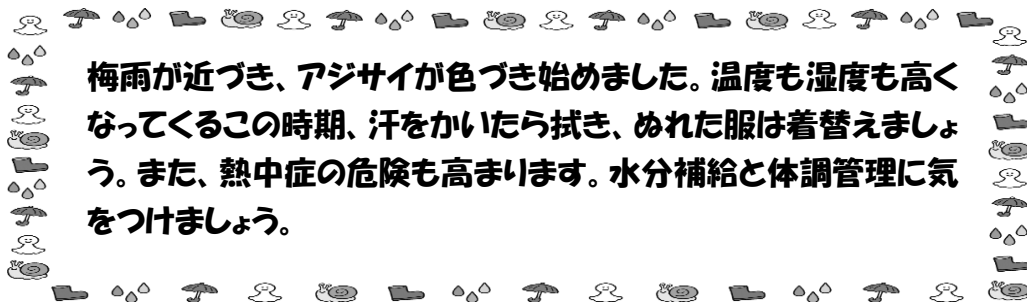 梅雨が近づき、アジサイが色づき始めました。温度も湿度も高く
なってくるこの時期、汗をかいたら拭き、ぬれた服は着替えましょ
う。また、熱中症の危険も高まります。水分補給と体調管理に気
をつけましょう。